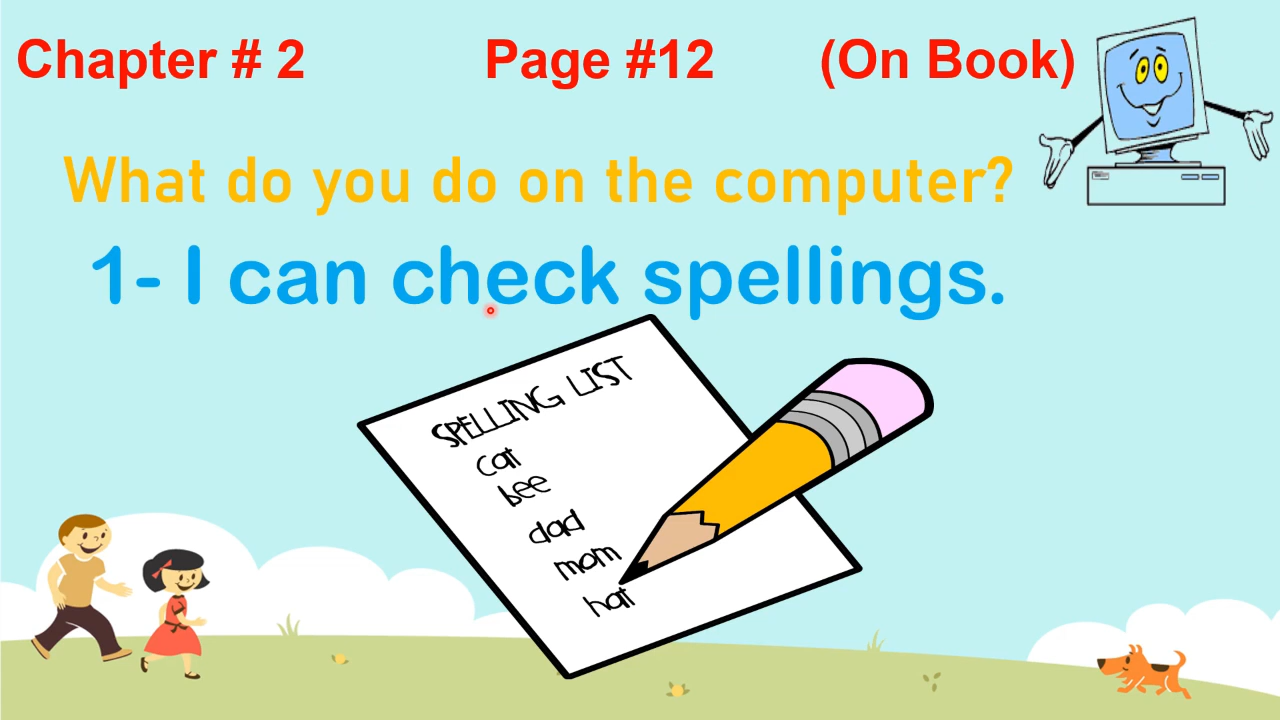 Chapter # 2 Page #12 (On Book)
What do you do on the computer?
1- I can check spellings.
SPELLING LIST
cat
bee
dad
mom
hat